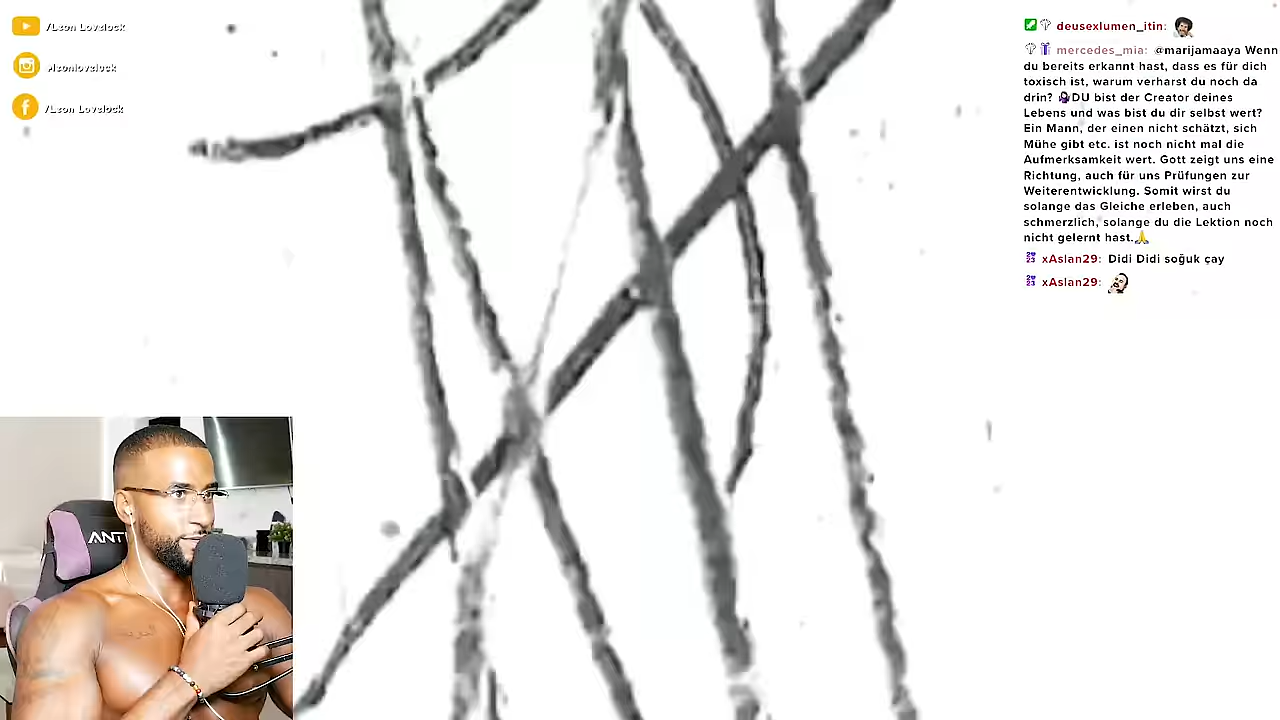 /Leon Lovelock
leonlovelock
/Leon Lovelock
deusexlumen_itin:
mercedes_mia: @marijamaaya Wenn
du bereits erkannt hast, dass es für dich
toxisch ist, warum verharst du noch da
drin? 🤷🏿‍♀️DU bist der Creator deines
Lebens und was bist du dir selbst wert?
Ein Mann, der einen nicht schätzt, sich
Mühe gibt etc. ist noch nicht mal die
Aufmerksamkeit wert. Gott zeigt uns eine
Richtung, auch für uns Prüfungen zur
Weiterentwicklung. Somit wirst du
solange das Gleiche erleben, auch
schmerzlich, solange du die Lektion noch
nicht gelernt hast.🙏
xAslan29: Didi Didi soğuk çay
xAslan29:
ANT